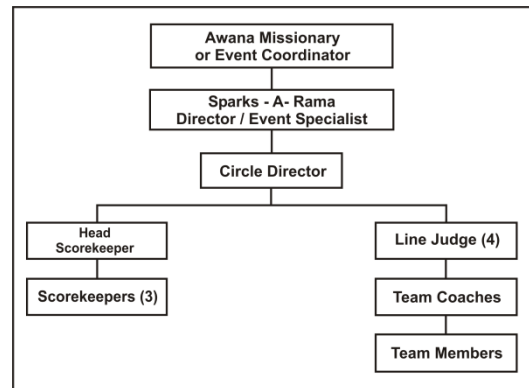 Awana Missionary
or Event Coordinator
Sparks - A- Rama
Director / Event Specialist
Circle Director
Head
Scorekeeper
Scorekeepers (3)
Line Judge (4)
Team Coaches
Team Members